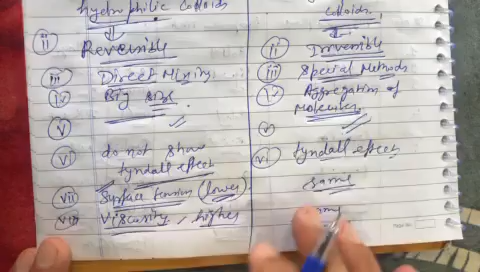 hydrophilic colloids
colloids.
(ii) Reversible
(ii) Irreversible
(iii) Direct Mixing
(iii) Special Methods
(iv) Big size
(iv) Aggregation of
Molecules
(v)
(v)
(vi) do not show
tyndall effect
(vi) tyndall effect
(vii) Surface tension (lower)
same
(viii) Viscosity, higher